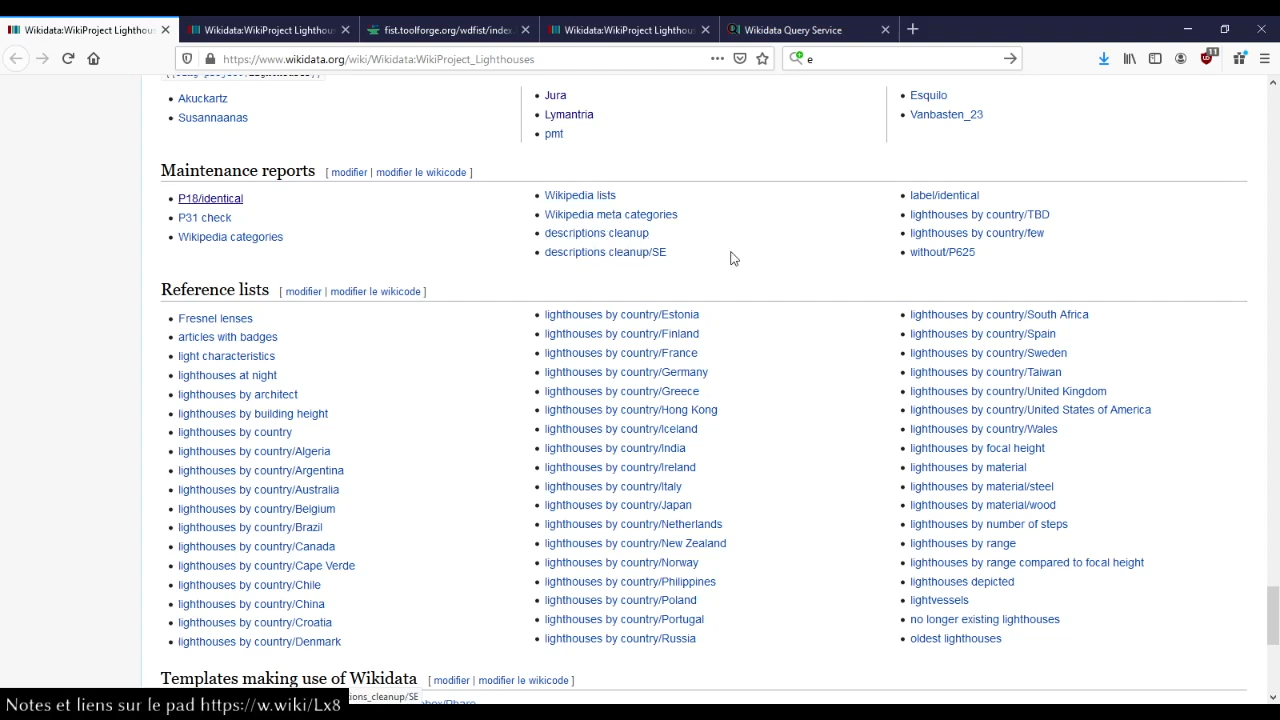 Wikidata:WikiProject Lighthous
Wikidata:WikiProject Lighthous
fist.toolforge.org/wdfist/index
Wikidata:WikiProject Lighthous
Wikidata Query Service
https://www.wikidata.org/wiki/Wikidata:WikiProject_Lighthouses
e
11
Akuckartz
Susannaanas
Jura
Lymantria
pmt
Esquilo
Vanbasten_23
Maintenance reports [ modifier | modifier le wikicode ]
P18/identical
P31 check
Wikipedia categories
Wikipedia lists
Wikipedia meta categories
descriptions cleanup
descriptions cleanup/SE
label/identical
lighthouses by country/TBD
lighthouses by country/few
without/P625
Reference lists [ modifier | modifier le wikicode ]
Fresnel lenses
articles with badges
light characteristics
lighthouses at night
lighthouses by architect
lighthouses by building height
lighthouses by country
lighthouses by country/Algeria
lighthouses by country/Argentina
lighthouses by country/Australia
lighthouses by country/Belgium
lighthouses by country/Brazil
lighthouses by country/Canada
lighthouses by country/Cape Verde
lighthouses by country/Chile
lighthouses by country/China
lighthouses by country/Croatia
lighthouses by country/Denmark
lighthouses by country/Estonia
lighthouses by country/Finland
lighthouses by country/France
lighthouses by country/Germany
lighthouses by country/Greece
lighthouses by country/Hong Kong
lighthouses by country/Iceland
lighthouses by country/India
lighthouses by country/Ireland
lighthouses by country/Italy
lighthouses by country/Japan
lighthouses by country/Netherlands
lighthouses by country/New Zealand
lighthouses by country/Norway
lighthouses by country/Philippines
lighthouses by country/Poland
lighthouses by country/Portugal
lighthouses by country/Russia
lighthouses by country/South Africa
lighthouses by country/Spain
lighthouses by country/Sweden
lighthouses by country/Taiwan
lighthouses by country/United Kingdom
lighthouses by country/United States of America
lighthouses by country/Wales
lighthouses by focal height
lighthouses by material
lighthouses by material/steel
lighthouses by material/wood
lighthouses by number of steps
lighthouses by range
lighthouses by range compared to focal height
lighthouses depicted
lightvessels
no longer existing lighthouses
oldest lighthouses
Templates making use of Wikidata [ modifier | modifier le wikicode ]
ions_cleanup/SE
Notes et liens sur le pad https://w.wiki/Lx8